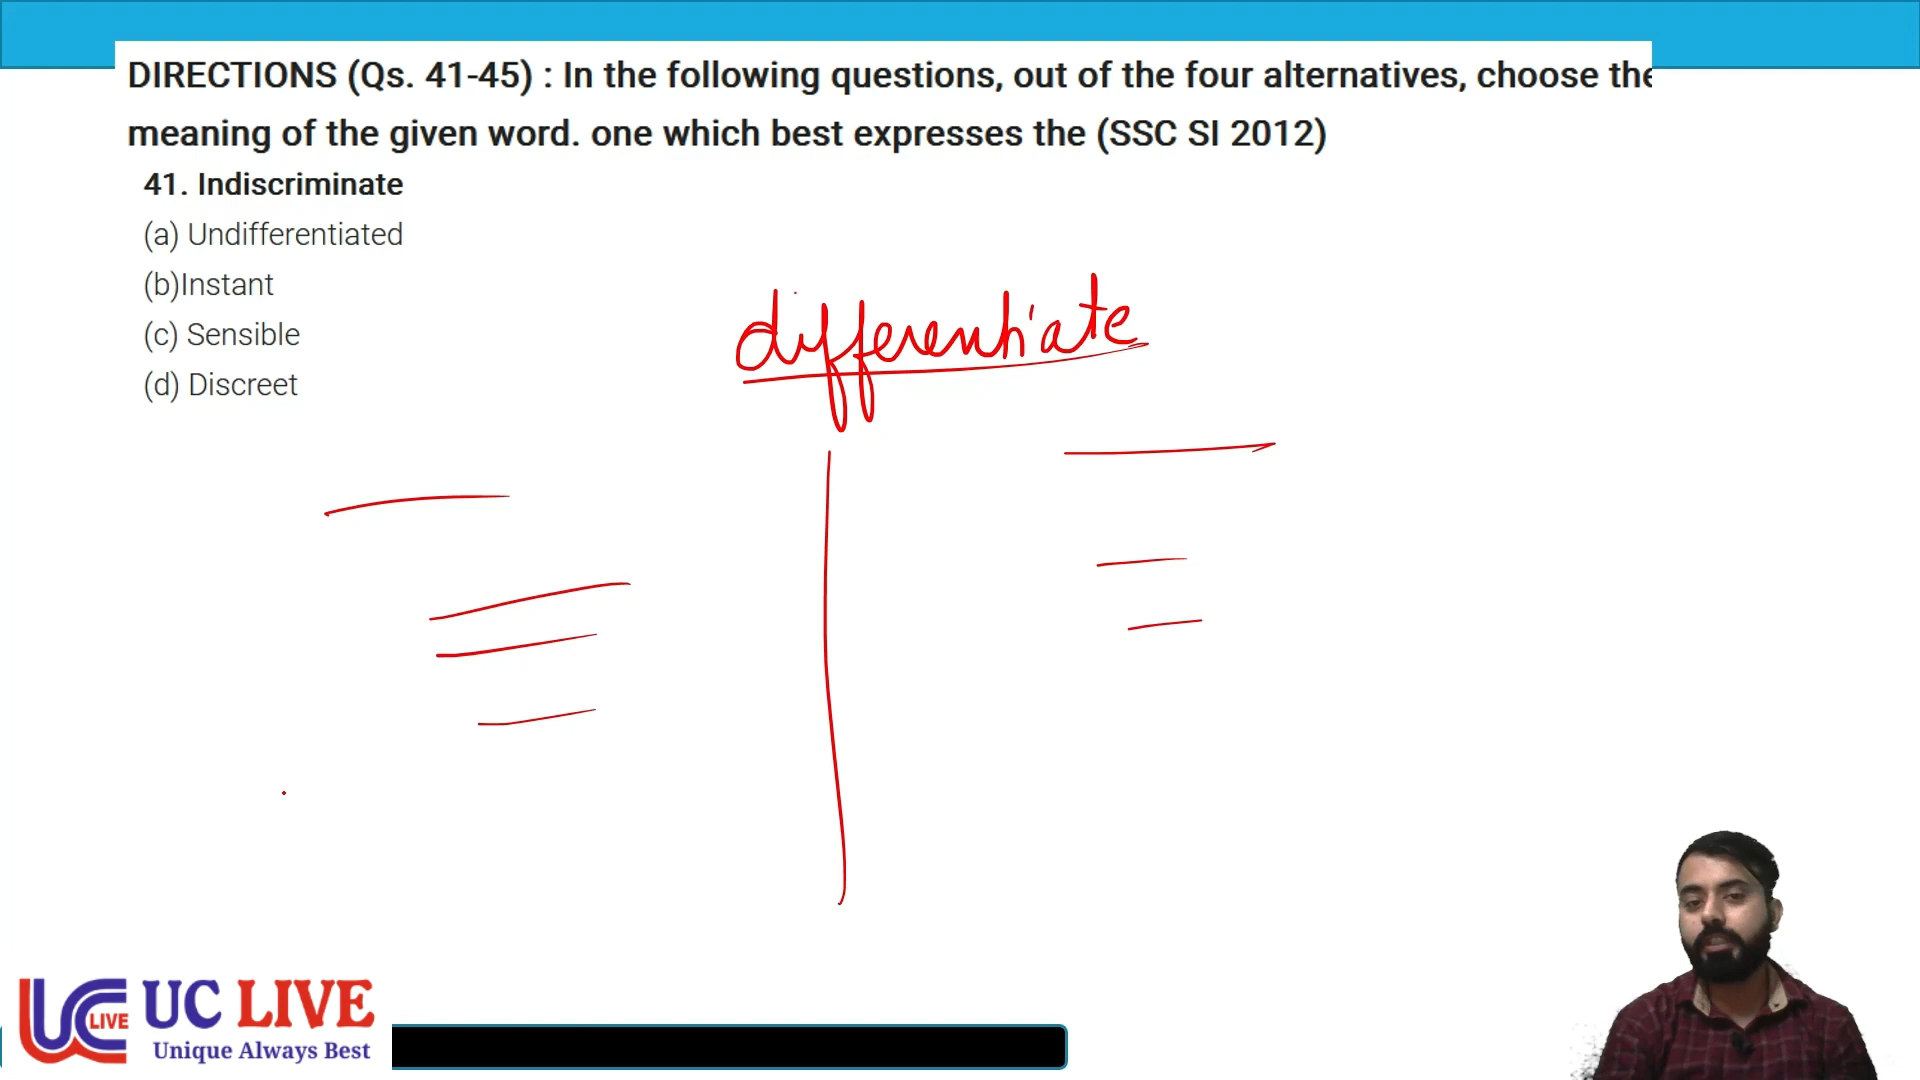 DIRECTIONS (Qs. 41-45) : In the following questions, out of the four alternatives, choose the
meaning of the given word. one which best expresses the (SSC SI 2012)
41. Indiscriminate
(a) Undifferentiated
(b)Instant
(c) Sensible
(d) Discreet
differentiate
LIVE
UC LIVE
Unique Always Best